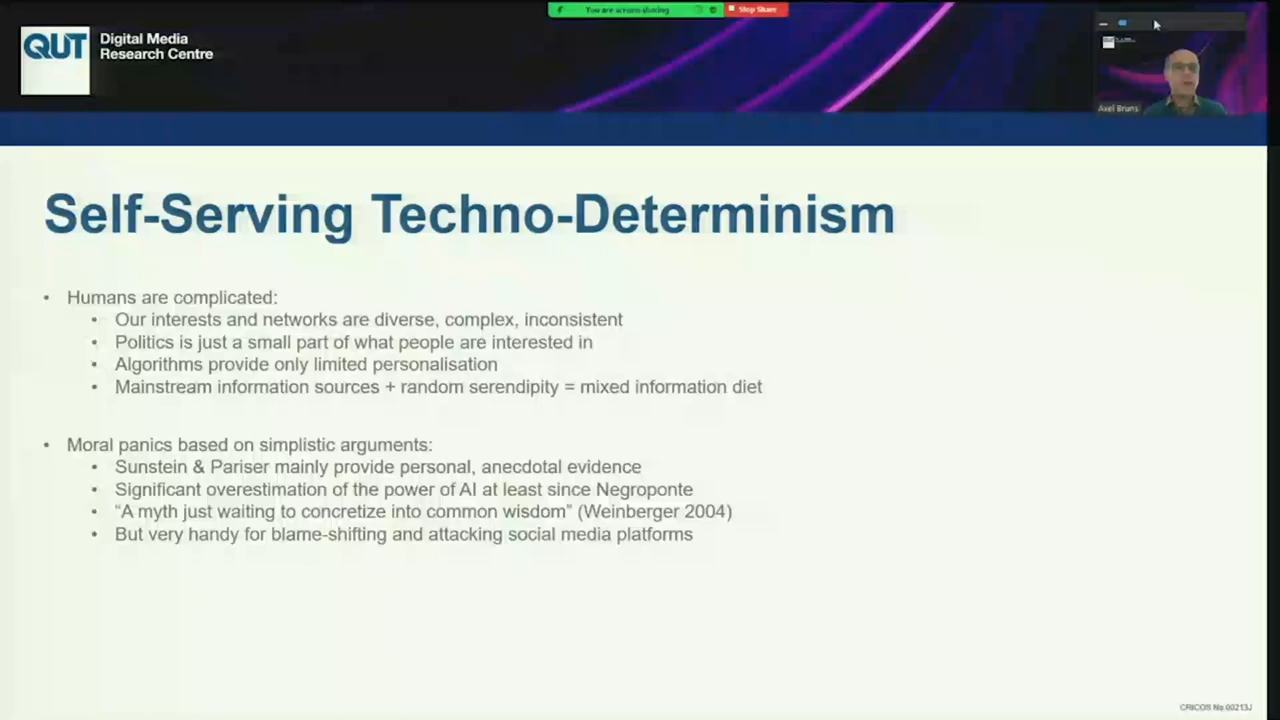 You are screen sharing
Stop Share
QUT
Digital Media
Research Centre
Axel Bruns
Self-Serving Techno-Determinism
• Humans are complicated:
• Our interests and networks are diverse, complex, inconsistent
• Politics is just a small part of what people are interested in
• Algorithms provide only limited personalisation
• Mainstream information sources + random serendipity = mixed information diet
• Moral panics based on simplistic arguments:
• Sunstein & Pariser mainly provide personal, anecdotal evidence
• Significant overestimation of the power of AI at least since Negroponte
• “A myth just waiting to concretize into common wisdom” (Weinberger 2004)
• But very handy for blame-shifting and attacking social media platforms
CRICOS No.00213J